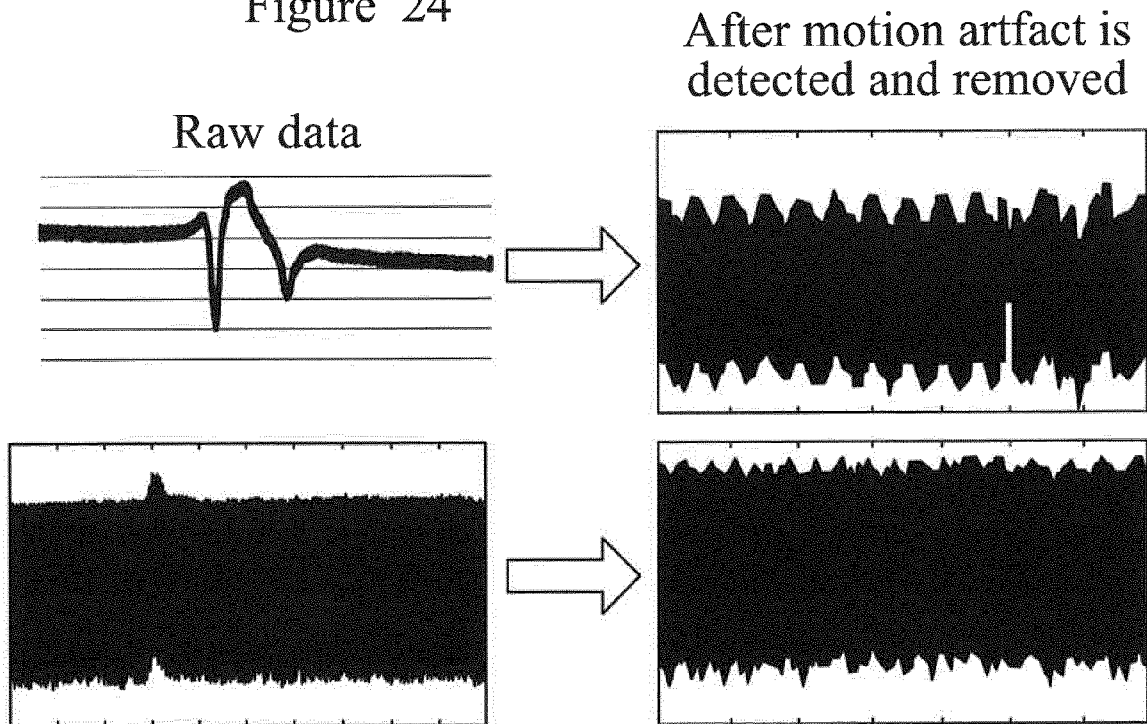 Figure 24
After motion artfact is
detected and removed
Raw data